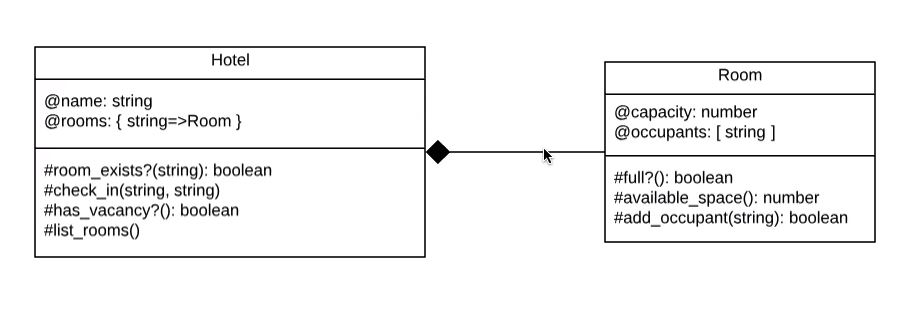 Hotel
@name: string
@rooms: { string=>Room }
#room_exists?(string): boolean
#check_in(string, string)
#has_vacancy?(): boolean
#list_rooms()
Room
@capacity: number
@occupants: [ string ]
#full?(): boolean
#available_space(): number
#add_occupant(string): boolean